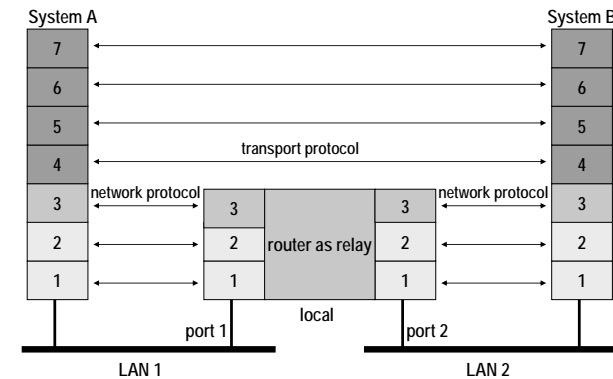 System A System B
7 7
6 6
5 5
transport protocol
4 4
network protocol network protocol
3 3 3 3
2 2 router as relay 2 2
1 1 1 1
local
port 1 port 2
LAN 1 LAN 2